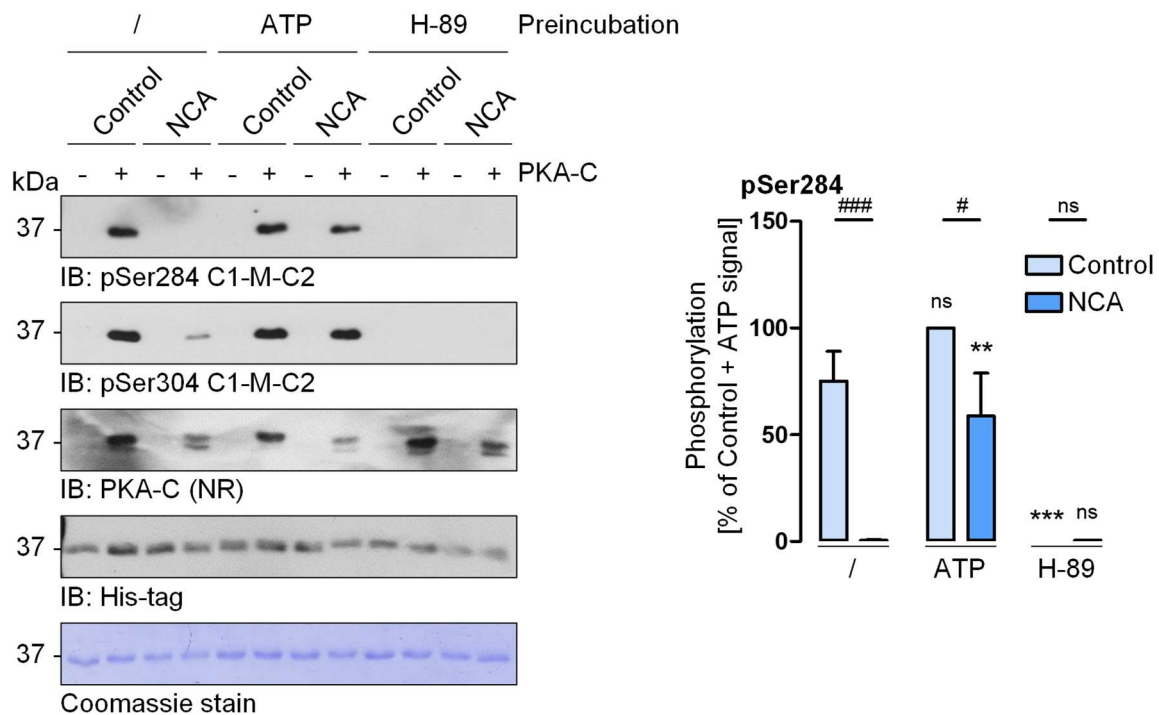 / ATP H-89 Preincubation
Control NCA Control NCA Control NCA
- + - + - + - + - + - + PKA-C
kDa
37
IB: pSer284 C1-M-C2
37
IB: pSer304 C1-M-C2
37
IB: PKA-C (NR)
37
IB: His-tag
37
Coomassie stain
pSer284
### # ns
150
100
50
0
Phosphorylation
[% of Control + ATP signal]
Control
NCA
ns
**
*** ns
/ ATP H-89